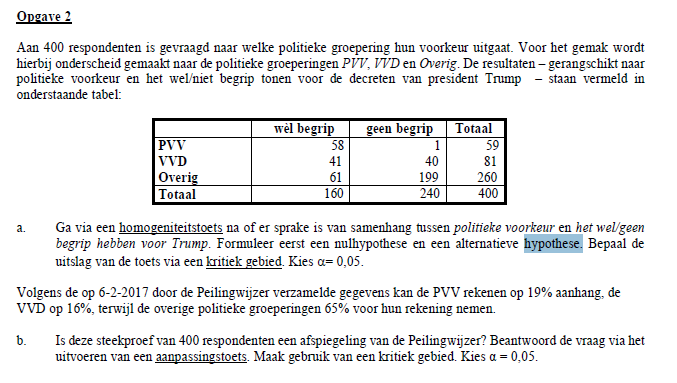 Opgave 2
Aan 400 respondenten is gevraagd naar welke politieke groepering hun voorkeur uitgaat. Voor het gemak wordt
hierbij onderscheid gemaakt naar de politieke groeperingen PVV, VVD en Overig. De resultaten – gerangschikt naar
politieke voorkeur en het wel/niet begrip tonen voor de decreten van president Trump – staan vermeld in
onderstaande tabel:
wèl begrip geen begrip Totaal
PVV 58 1 59
VVD 41 40 81
Overig 61 199 260
Totaal 160 240 400
a. Ga via een homogeniteitstoets na of er sprake is van samenhang tussen politieke voorkeur en het wel/geen
begrip hebben voor Trump. Formuleer eerst een nulhypothese en een alternatieve hypothese. Bepaal de
uitslag van de toets via een kritiek gebied. Kies α= 0,05.
Volgens de op 6-2-2017 door de Peilingwijzer verzamelde gegevens kan de PVV rekenen op 19% aanhang, de
VVD op 16%, terwijl de overige politieke groeperingen 65% voor hun rekening nemen.
b. Is deze steekproef van 400 respondenten een afspiegeling van de Peilingwijzer? Beantwoord de vraag via het
uitvoeren van een aanpassingstoets. Maak gebruik van een kritiek gebied. Kies α = 0,05.